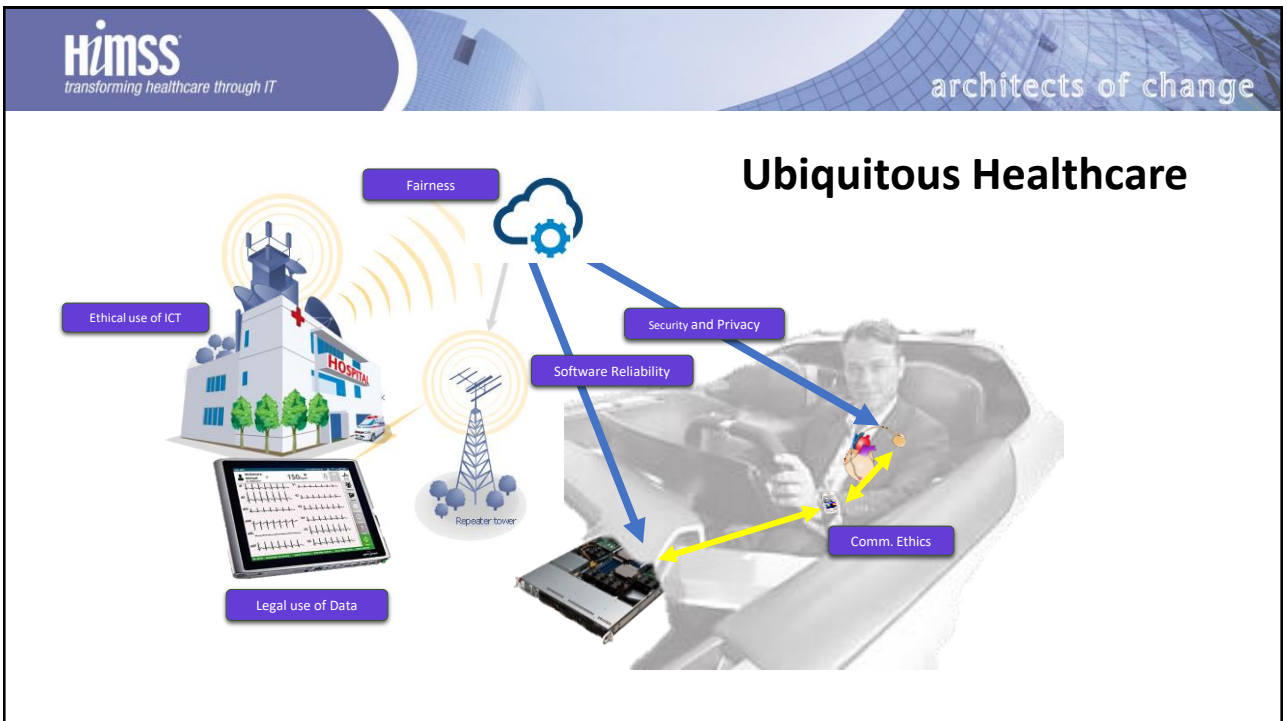 HIMSS
transforming healthcare through IT
architects of change
Ubiquitous Healthcare
Fairness
Ethical use of ICT
Security and Privacy
HOSPITAL
Software Reliability
Repeater tower
150
Comm. Ethics
Legal use of Data